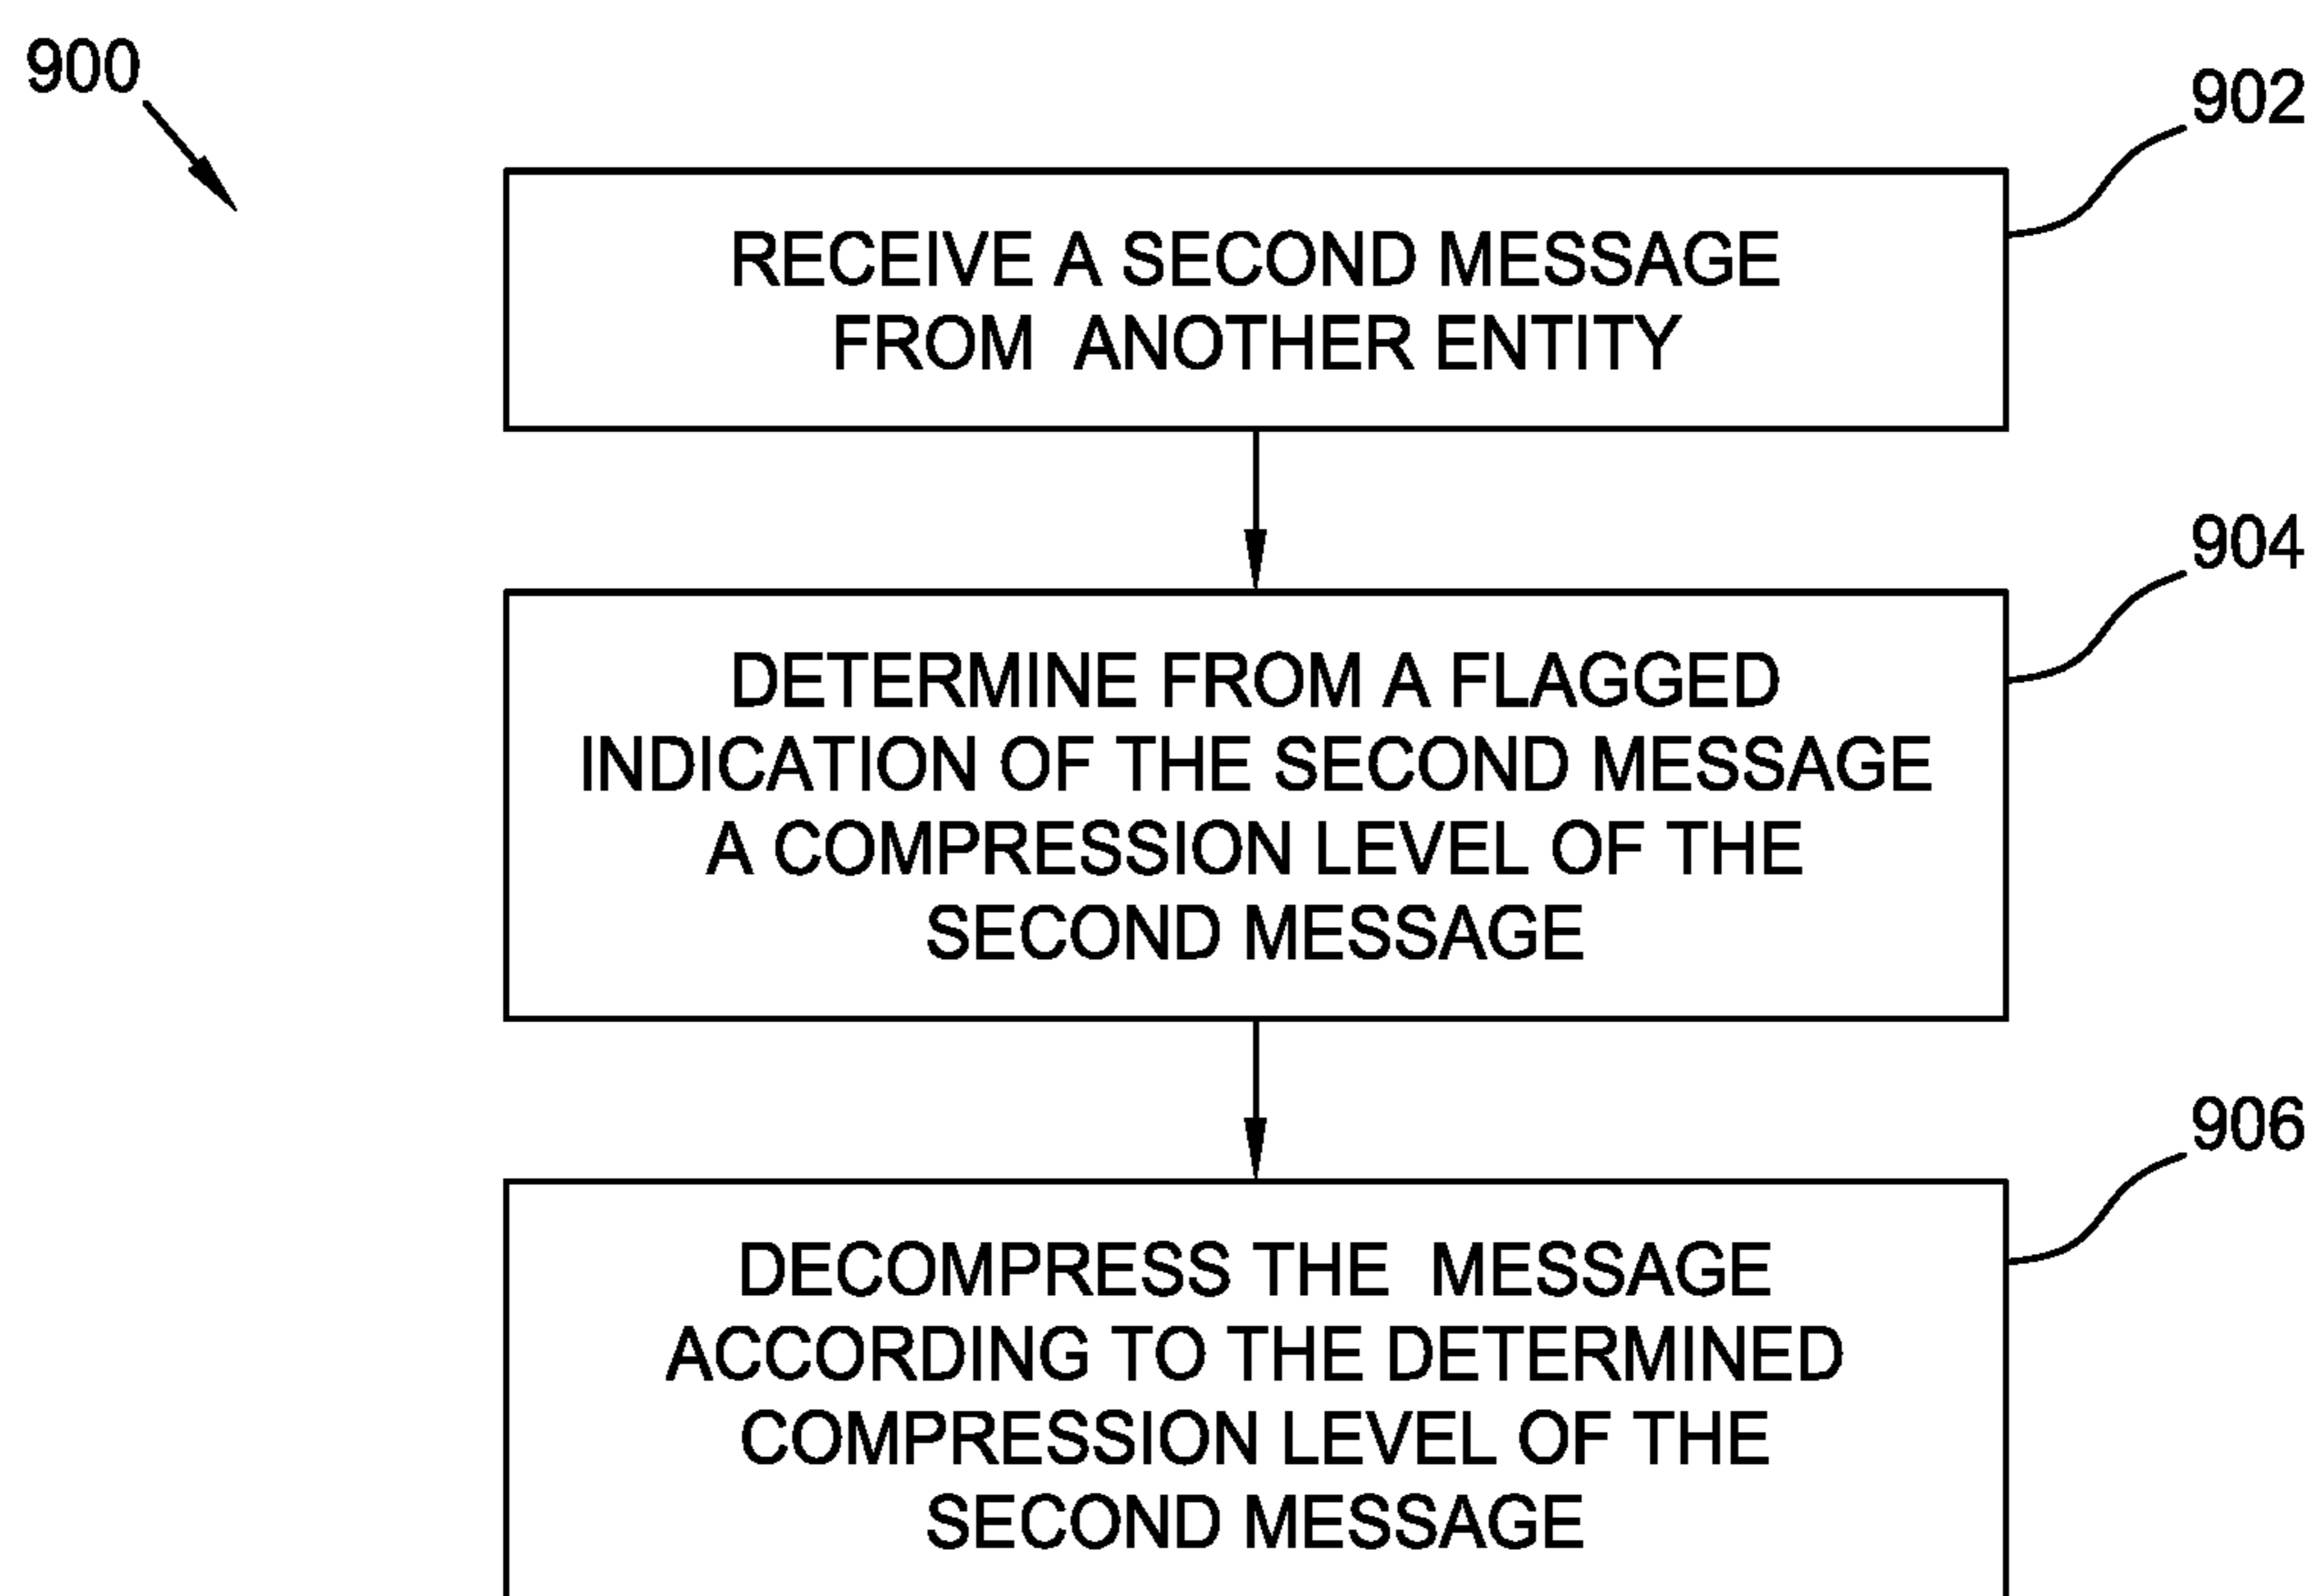 900
902
RECEIVE A SECOND MESSAGE
FROM ANOTHER ENTITY
904
DETERMINE FROM A FLAGGED
INDICATION OF THE SECOND MESSAGE
A COMPRESSION LEVEL OF THE
SECOND MESSAGE
906
DECOMPRESS THE MESSAGE
ACCORDING TO THE DETERMINED
COMPRESSION LEVEL OF THE
SECOND MESSAGE